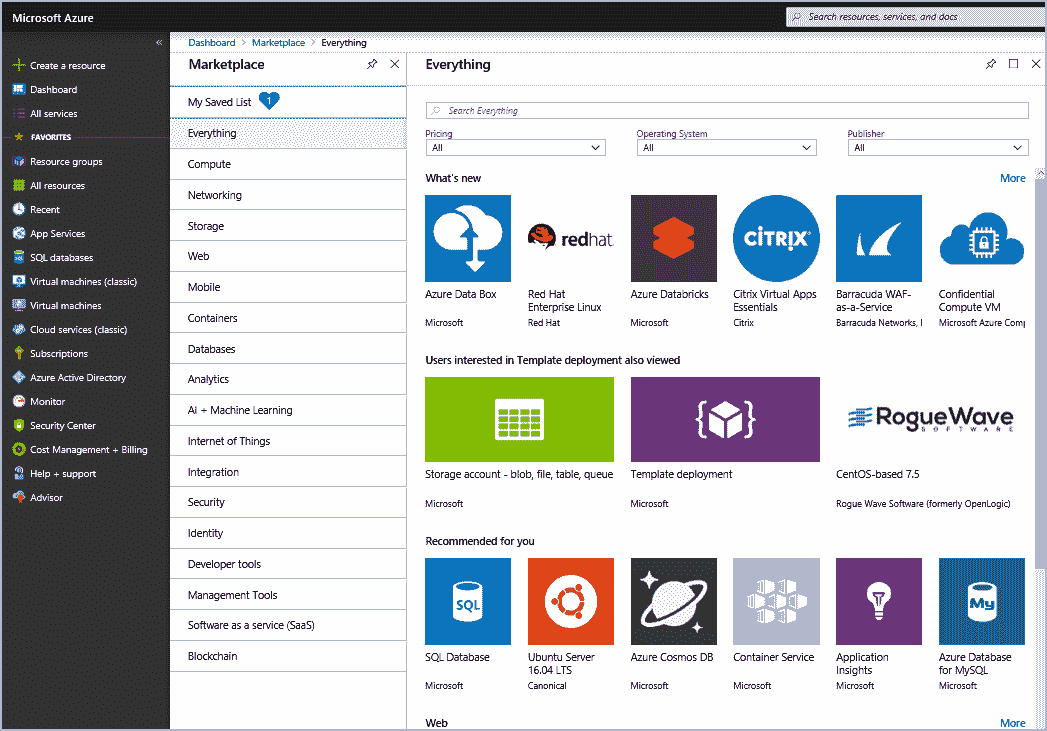 Microsoft Azure
Search resources, services, and docs
«
Create a resource
Dashboard
All services
FAVORITES
Resource groups
All resources
Recent
App Services
SQL databases
Virtual machines (classic)
Virtual machines
Cloud services (classic)
Subscriptions
Azure Active Directory
Monitor
Security Center
Cost Management + Billing
Help + support
Advisor
Dashboard > Marketplace > Everything
Marketplace
My Saved List 1
Everything
Compute
Networking
Storage
Web
Mobile
Containers
Databases
Analytics
AI + Machine Learning
Internet of Things
Integration
Security
Identity
Developer tools
Management Tools
Software as a service (SaaS)
Blockchain
Everything
Search Everything
Pricing
All
Operating System
All
Publisher
All
What's new
More
redhat.
CİTRIX
Azure Data Box
Microsoft
Red Hat
Enterprise Linux
Red Hat
Azure Databricks
Microsoft
Citrix Virtual Apps
Essentials
Citrix
Barracuda WAF-
as-a-Service
Barracuda Networks, I
Confidential
Compute VM
Microsoft Azure Comp
Users interested in Template deployment also viewed
RogueWave
SOFTWARE
Storage account - blob, file, table, queue
Microsoft
Template deployment
Microsoft
CentOS-based 7.5
Rogue Wave Software (formerly OpenLogic)
Recommended for you
SQL
My
SQL Database
Microsoft
Ubuntu Server
16.04 LTS
Canonical
Azure Cosmos DB
Microsoft
Container Service
Microsoft
Application
Insights
Microsoft
Azure Database
for MySQL
Microsoft
Web
More